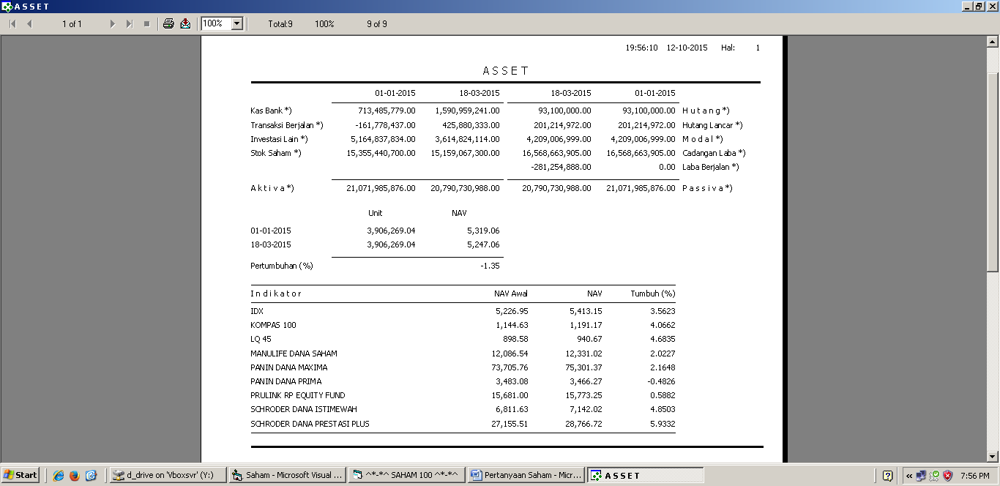 ASSET
1 of 1 100% Total:9 100% 9 of 9
19:56:10 12-10-2015 Hal: 1
A S S E T
01-01-2015 18-03-2015 18-03-2015 01-01-2015
Kas Bank *) 713,485,779.00 1,590,959,241.00 93,100,000.00 93,100,000.00 H u t a n g *)
Transaksi Berjalan *) -161,778,437.00 425,880,333.00 201,214,972.00 201,214,972.00 Hutang Lancar *)
Investasi Lain *) 5,164,837,834.00 3,614,824,114.00 4,209,006,999.00 4,209,006,999.00 M o d a l *)
Stok Saham *) 15,355,440,700.00 15,159,067,300.00 16,568,663,905.00 16,568,663,905.00 Cadangan Laba *)
-281,254,888.00 0.00 Laba Berjalan *)
A k t i v a *) 21,071,985,876.00 20,790,730,988.00 20,790,730,988.00 21,071,985,876.00 P a s s i v a *)
Unit NAV
01-01-2015 3,906,269.04 5,319.06
18-03-2015 3,906,269.04 5,247.06
Pertumbuhan (%) -1.35
I n d i k a t o r NAV Awal NAV Tumbuh (%)
IDX 5,226.95 5,413.15 3.5623
KOMPAS 100 1,144.63 1,191.17 4.0662
LQ 45 898.58 940.67 4.6835
MANULIFE DANA SAHAM 12,086.54 12,331.02 2.0227
PANIN DANA MAXIMA 73,705.76 75,301.37 2.1648
PANIN DANA PRIMA 3,483.08 3,466.27 -0.4826
PRULINK RP EQUITY FUND 15,681.00 15,773.25 0.5882
SCHRODER DANA ISTIMEWAH 6,811.63 7,142.02 4.8503
SCHRODER DANA PRESTASI PLUS 27,155.51 28,766.72 5.9332
Start d_drive on 'Vboxsvr' (Y:) Saham - Microsoft Visual ... ^*-*^ SAHAM 100 ^*-*^ Pertanyaan Saham - Micr... A S S E T « 7:56 PM